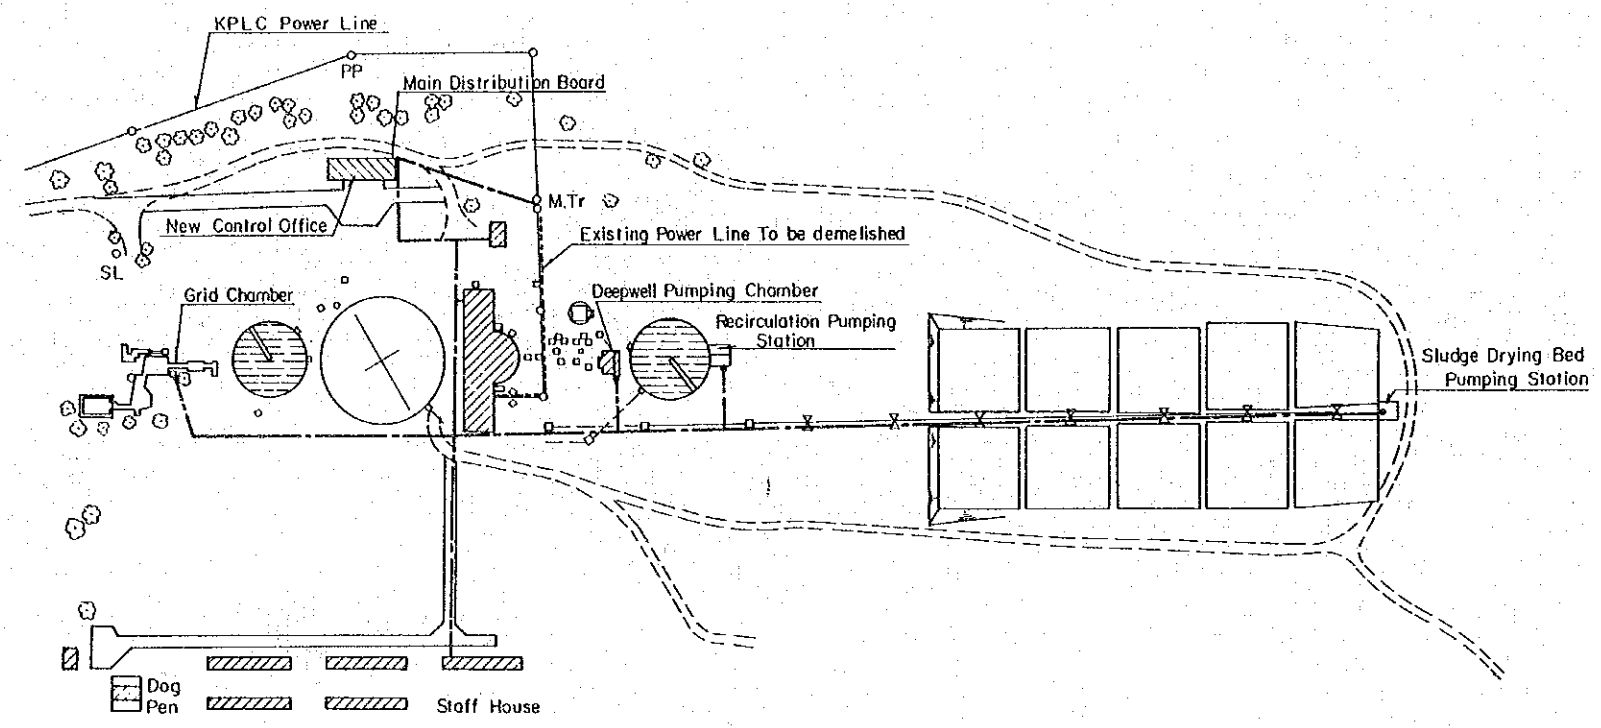 KPLC Power Line
PP
Main Distribution Board
M.Tr
New Control Office
Existing Power Line To be demelished
SL
Grid Chamber
Deepwell Pumping Chamber
Recirculation Pumping
Station
Sludge Drying Bed
Pumping Station
Dog
Pen
Staff House